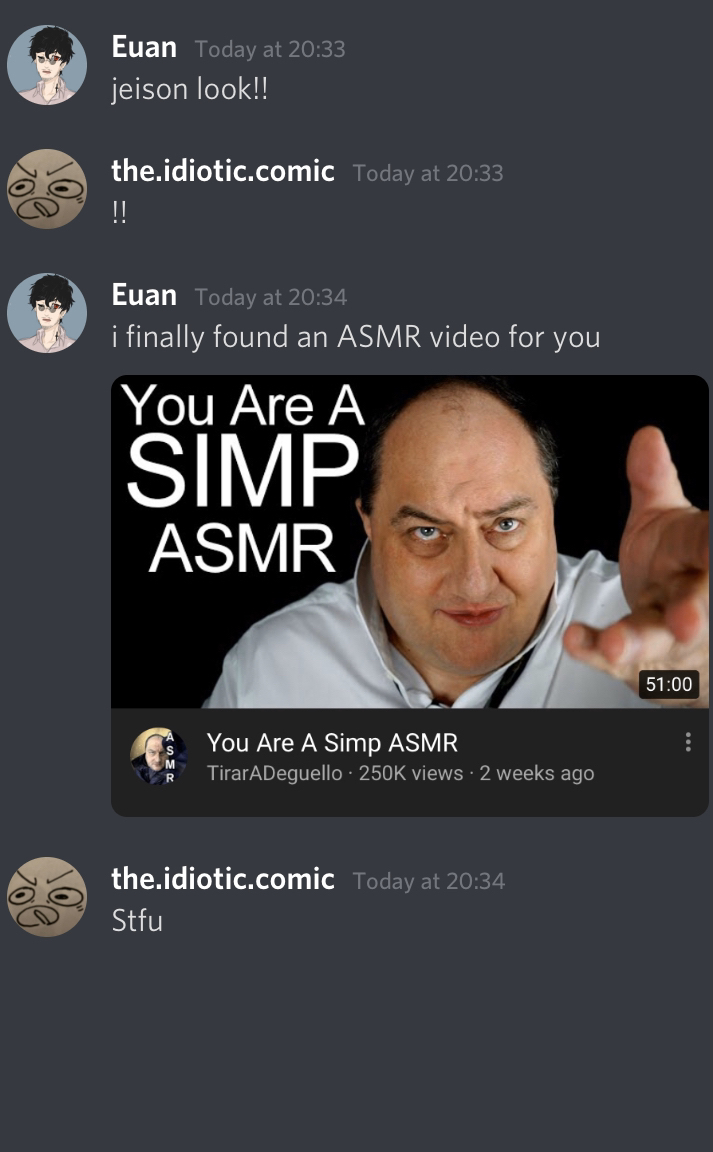 Euan Today at 20:33
jeison look!!
the.idiotic.comic Today at 20:33
!!
Euan Today at 20:34
i finally found an ASMR video for you
You Are A
SIMP
ASMR
51:00
A
S
M
R
You Are A Simp ASMR
TirarADeguello · 250K views · 2 weeks ago
the.idiotic.comic Today at 20:34
Stfu